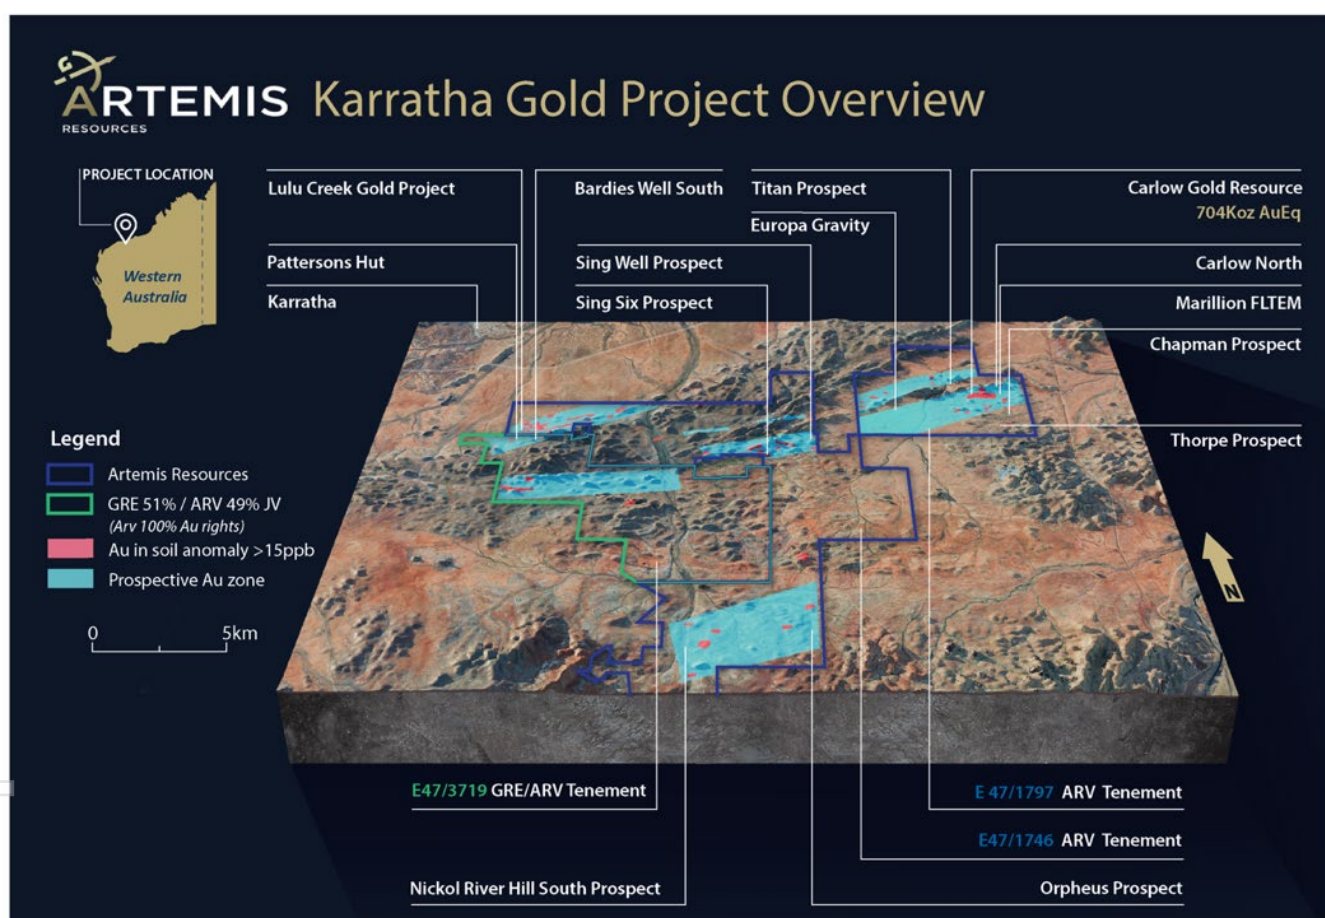 ARTEMIS
RESOURCES
Karratha Gold Project Overview
PROJECT LOCATION
Western
Australia
Lulu Creek Gold Project
Bardies Well South
Titan Prospect
Carlow Gold Resource
704Koz AuEq
Europa Gravity
Pattersons Hut
Sing Well Prospect
Carlow North
Karratha
Sing Six Prospect
Marillion FLTEM
Chapman Prospect
Thorpe Prospect
Legend
Artemis Resources
GRE 51% / ARV 49% JV
(Arv 100% Au rights)
Au in soil anomaly >15ppb
Prospective Au zone
0 5km
N
E47/3719 GRE/ARV Tenement
E 47/1797 ARV Tenement
E47/1746 ARV Tenement
Nickol River Hill South Prospect
Orpheus Prospect